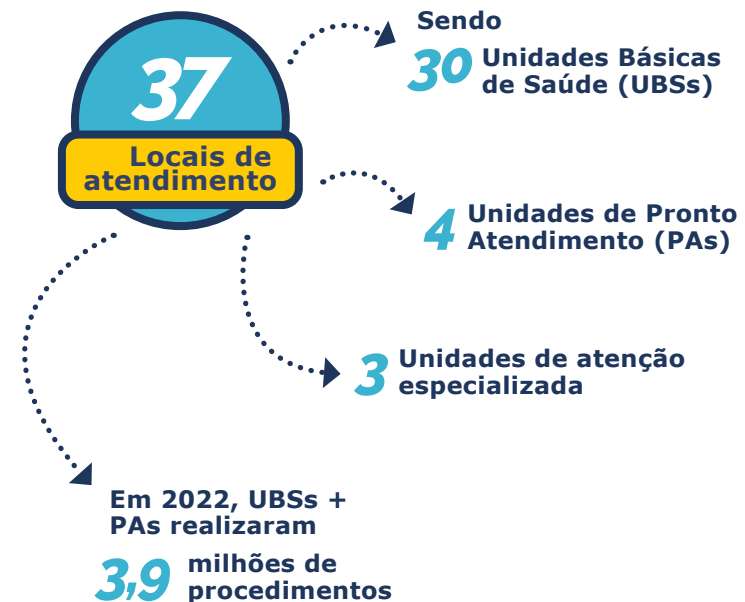 37
Locais de
atendimento
Sendo
30 Unidades Básicas
de Saúde (UBSs)
4 Unidades de Pronto
Atendimento (PAs)
3 Unidades de atenção
especializada
Em 2022, UBSs +
PAs realizaram
3,9 milhões de
procedimentos